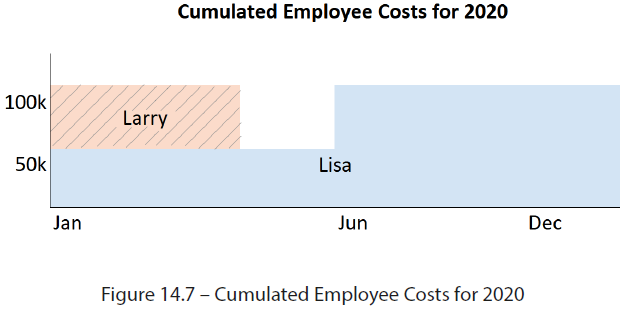 Cumulated Employee Costs for 2020
100k
Larry
50k
Lisa
Jan Jun Dec
Figure 14.7 – Cumulated Employee Costs for 2020